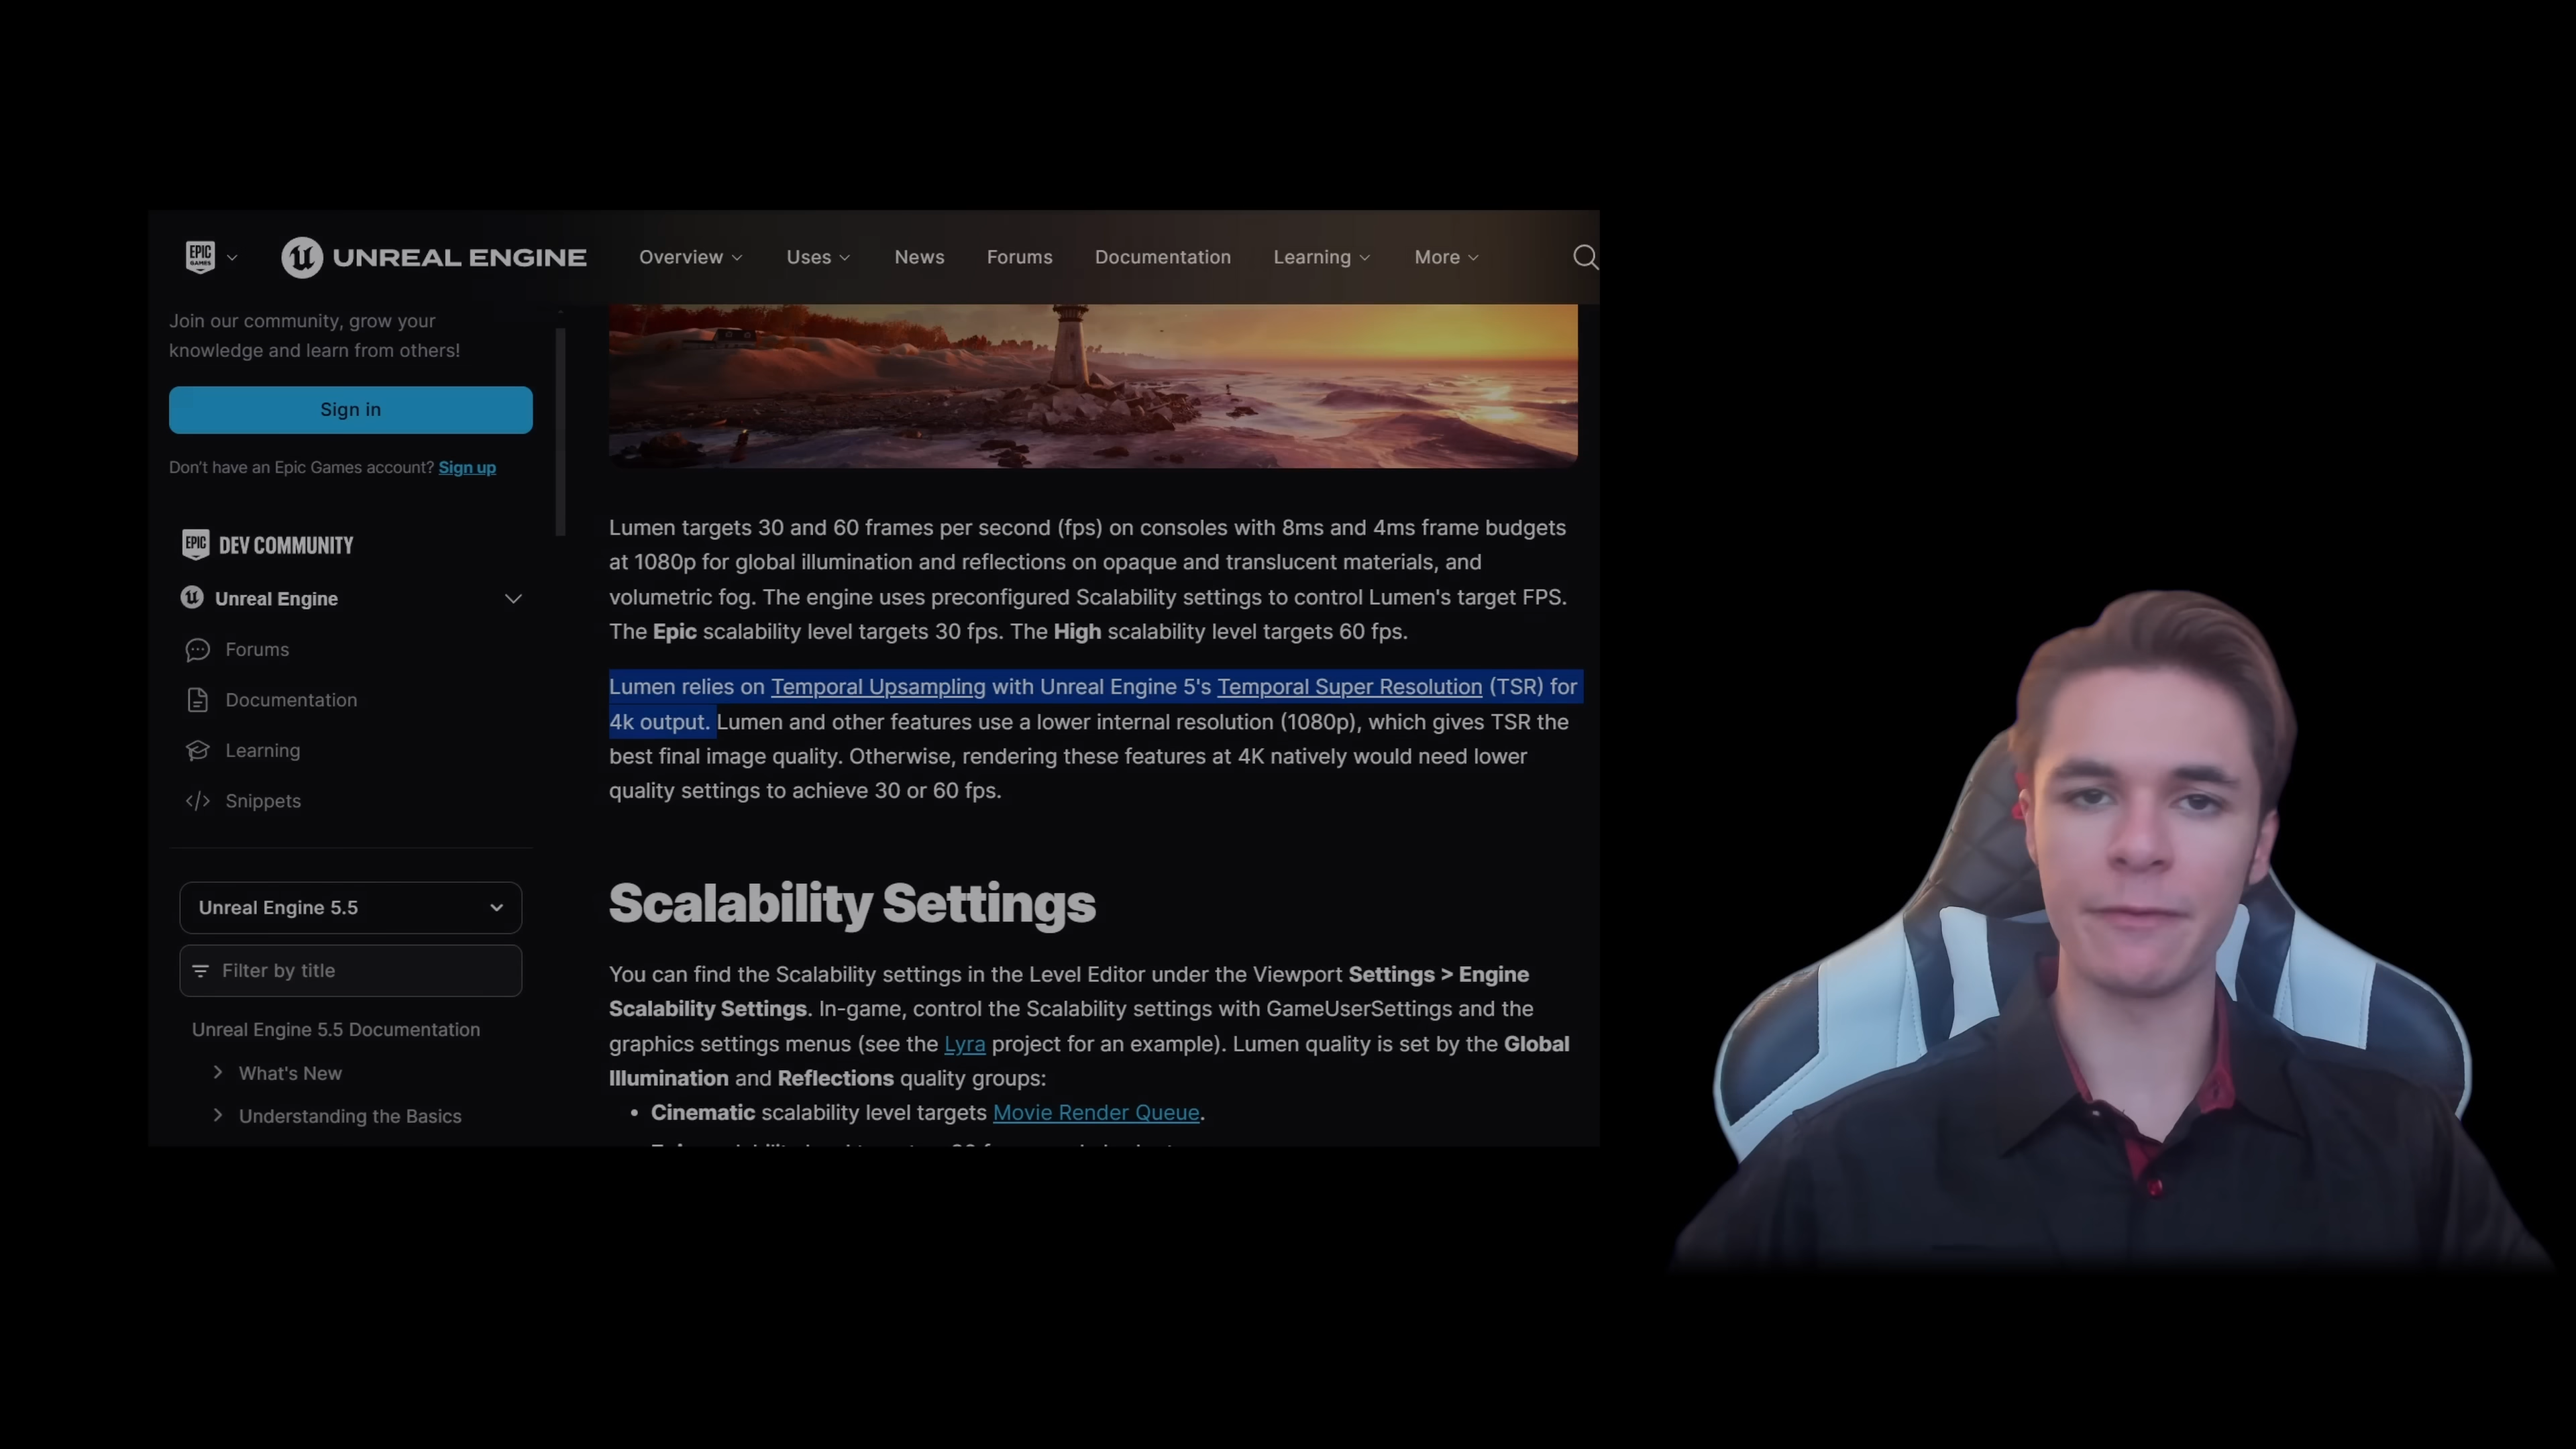 EPIC GAMES
UNREAL ENGINE
Overview
Uses
News
Forums
Documentation
Learning
More
Join our community, grow your
knowledge and learn from others!
Sign in
Don't have an Epic Games account? Sign up
EPIC DEV COMMUNITY
Unreal Engine
Forums
Documentation
Learning
Snippets
Unreal Engine 5.5
Filter by title
Unreal Engine 5.5 Documentation
What's New
Understanding the Basics
Lumen targets 30 and 60 frames per second (fps) on consoles with 8ms and 4ms frame budgets
at 1080p for global illumination and reflections on opaque and translucent materials, and
volumetric fog. The engine uses preconfigured Scalability settings to control Lumen's target FPS.
The Epic scalability level targets 30 fps. The High scalability level targets 60 fps.
Lumen relies on Temporal Upsampling with Unreal Engine 5's Temporal Super Resolution (TSR) for
4k output. Lumen and other features use a lower internal resolution (1080p), which gives TSR the
best final image quality. Otherwise, rendering these features at 4K natively would need lower
quality settings to achieve 30 or 60 fps.
Scalability Settings
You can find the Scalability settings in the Level Editor under the Viewport Settings > Engine
Scalability Settings. In-game, control the Scalability settings with GameUserSettings and the
graphics settings menus (see the Lyra project for an example). Lumen quality is set by the Global
Illumination and Reflections quality groups:
• Cinematic scalability level targets Movie Render Queue.